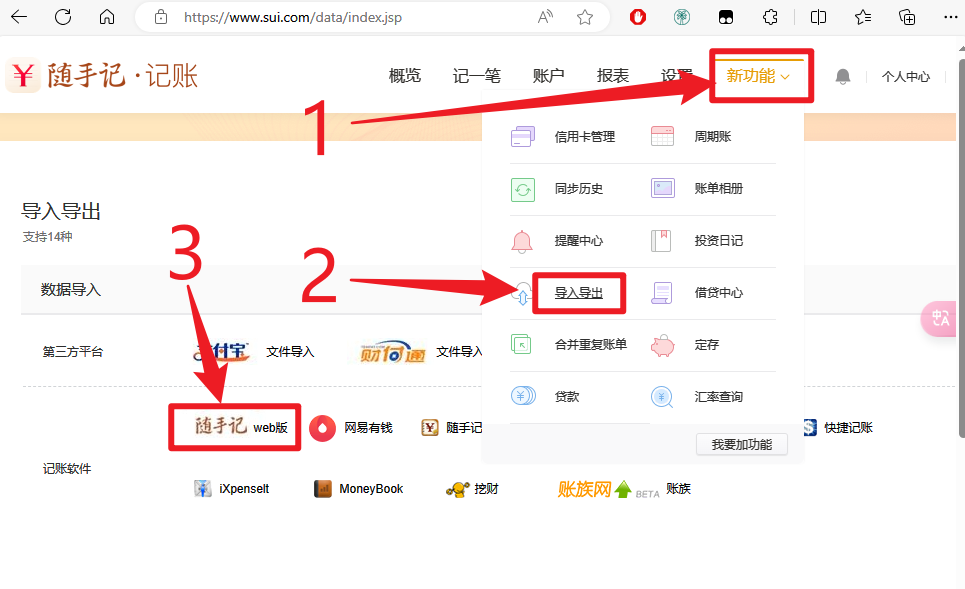 https://www.sui.com/data/index.jsp
随手记·记账
概览 记一笔 账户 报表 设置 新功能 个人中心
1
信用卡管理 周期账
同步历史 账单相册
导入导出
支持14种
提醒中心 投资日记
3
2
数据导入
导入导出 借贷中心
第三方平台 支付宝 文件导入 财付通 文件导入
合并重复账单 定存
贷款 汇率查询
随手记 web版 网易有钱 随手记 快捷记账
我要加功能
记账软件
iXpenseIt MoneyBook 挖财 账族网 BETA 账族